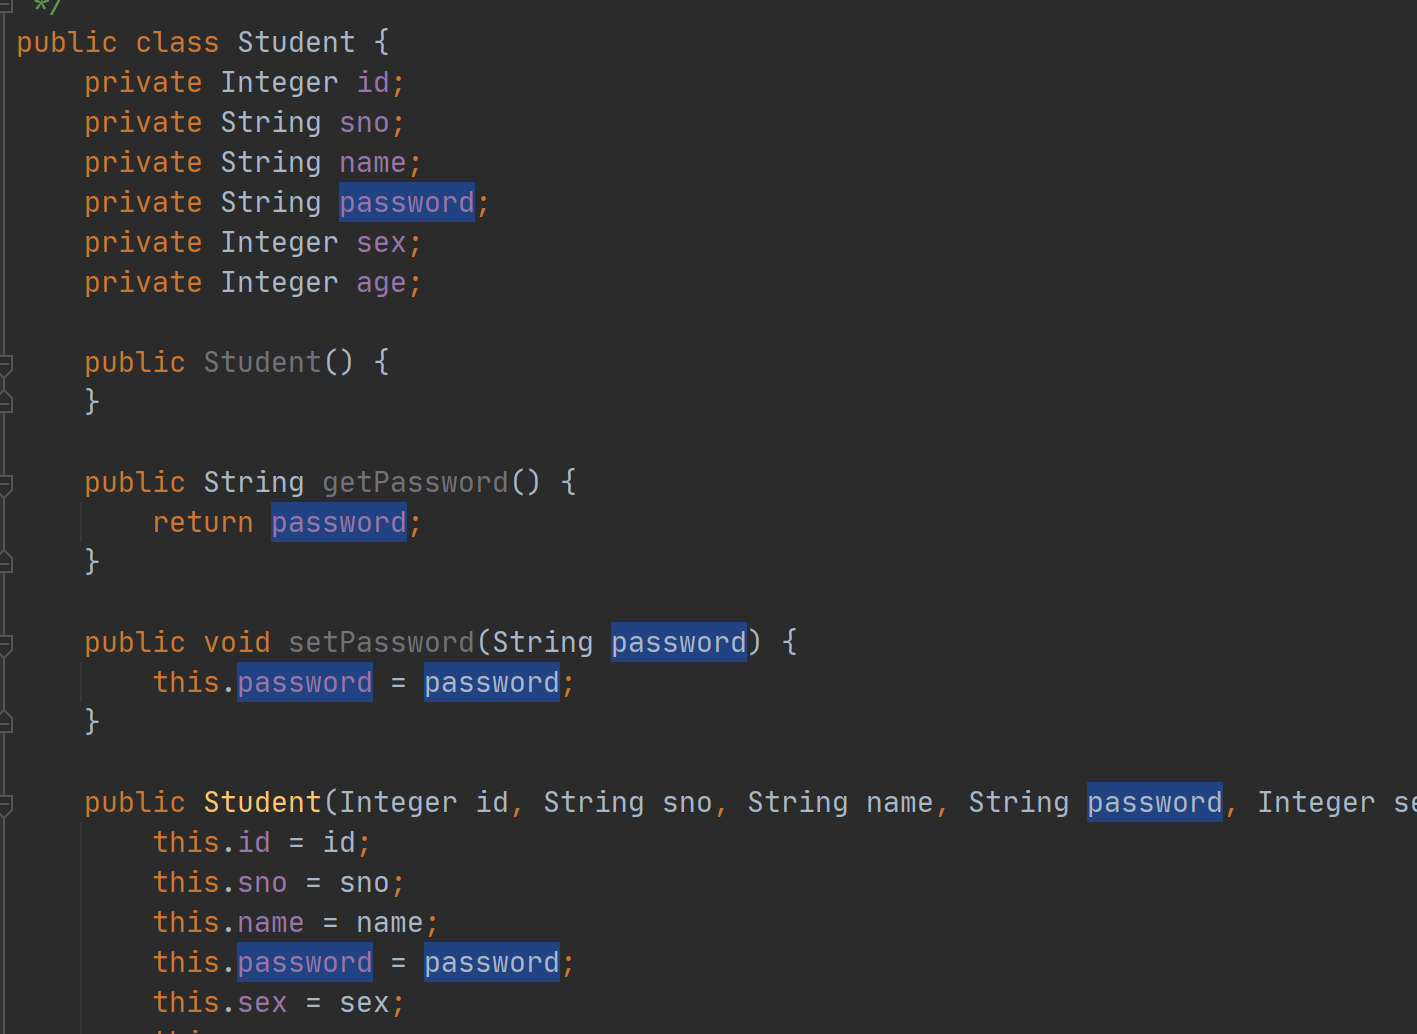 */
public class Student {
    private Integer id;
    private String sno;
    private String name;
    private String password;
    private Integer sex;
    private Integer age;

    public Student() {
    }

    public String getPassword() {
        return password;
    }

    public void setPassword(String password) {
        this.password = password;
    }

    public Student(Integer id, String sno, String name, String password, Integer
        this.id = id;
        this.sno = sno;
        this.name = name;
        this.password = password;
        this.sex = sex;